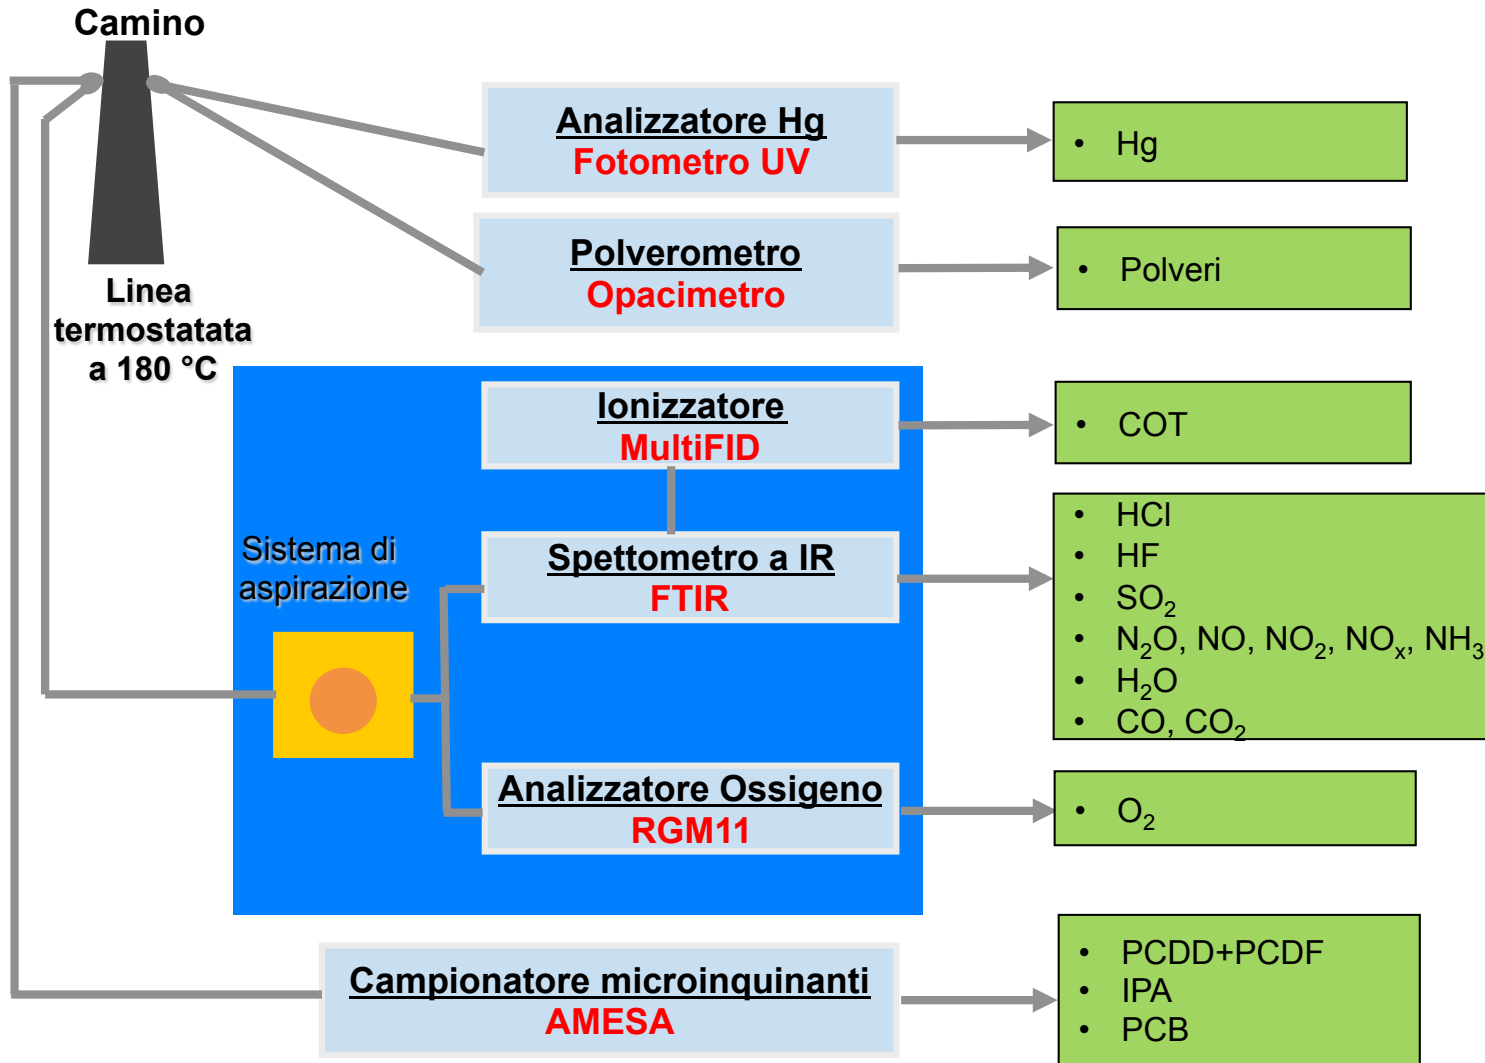 Camino
Linea
termostatata
a 180 °C
Analizzatore Hg
Fotometro UV
• Hg
Polverometro
Opacimetro
• Polveri
Ionizzatore
MultiFID
• COT
Sistema di
aspirazione
Spettometro a IR
FTIR
• HCl
• HF
• SO₂
• N₂O, NO, NO₂, NOₓ, NH₃
• H₂O
• CO, CO₂
Analizzatore Ossigeno
RGM11
• O₂
Campionatore microinquinanti
AMESA
• PCDD+PCDF
• IPA
• PCB